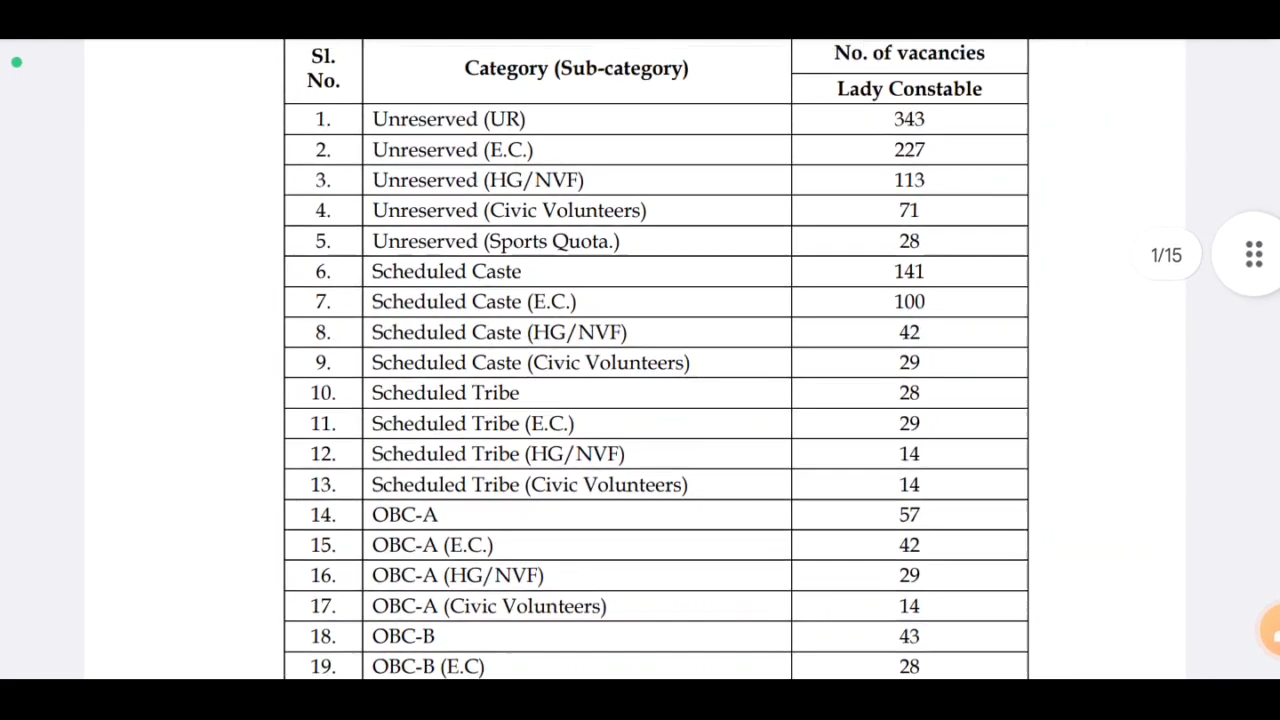 Sl. No. Category (Sub-category) No. of vacancies
Lady Constable
1. Unreserved (UR) 343
2. Unreserved (E.C.) 227
3. Unreserved (HG/NVF) 113
4. Unreserved (Civic Volunteers) 71
5. Unreserved (Sports Quota.) 28
6. Scheduled Caste 141
7. Scheduled Caste (E.C.) 100
8. Scheduled Caste (HG/NVF) 42
9. Scheduled Caste (Civic Volunteers) 29
10. Scheduled Tribe 28
11. Scheduled Tribe (E.C.) 29
12. Scheduled Tribe (HG/NVF) 14
13. Scheduled Tribe (Civic Volunteers) 14
14. OBC-A 57
15. OBC-A (E.C.) 42
16. OBC-A (HG/NVF) 29
17. OBC-A (Civic Volunteers) 14
18. OBC-B 43
19. OBC-B (E.C) 28
1/15